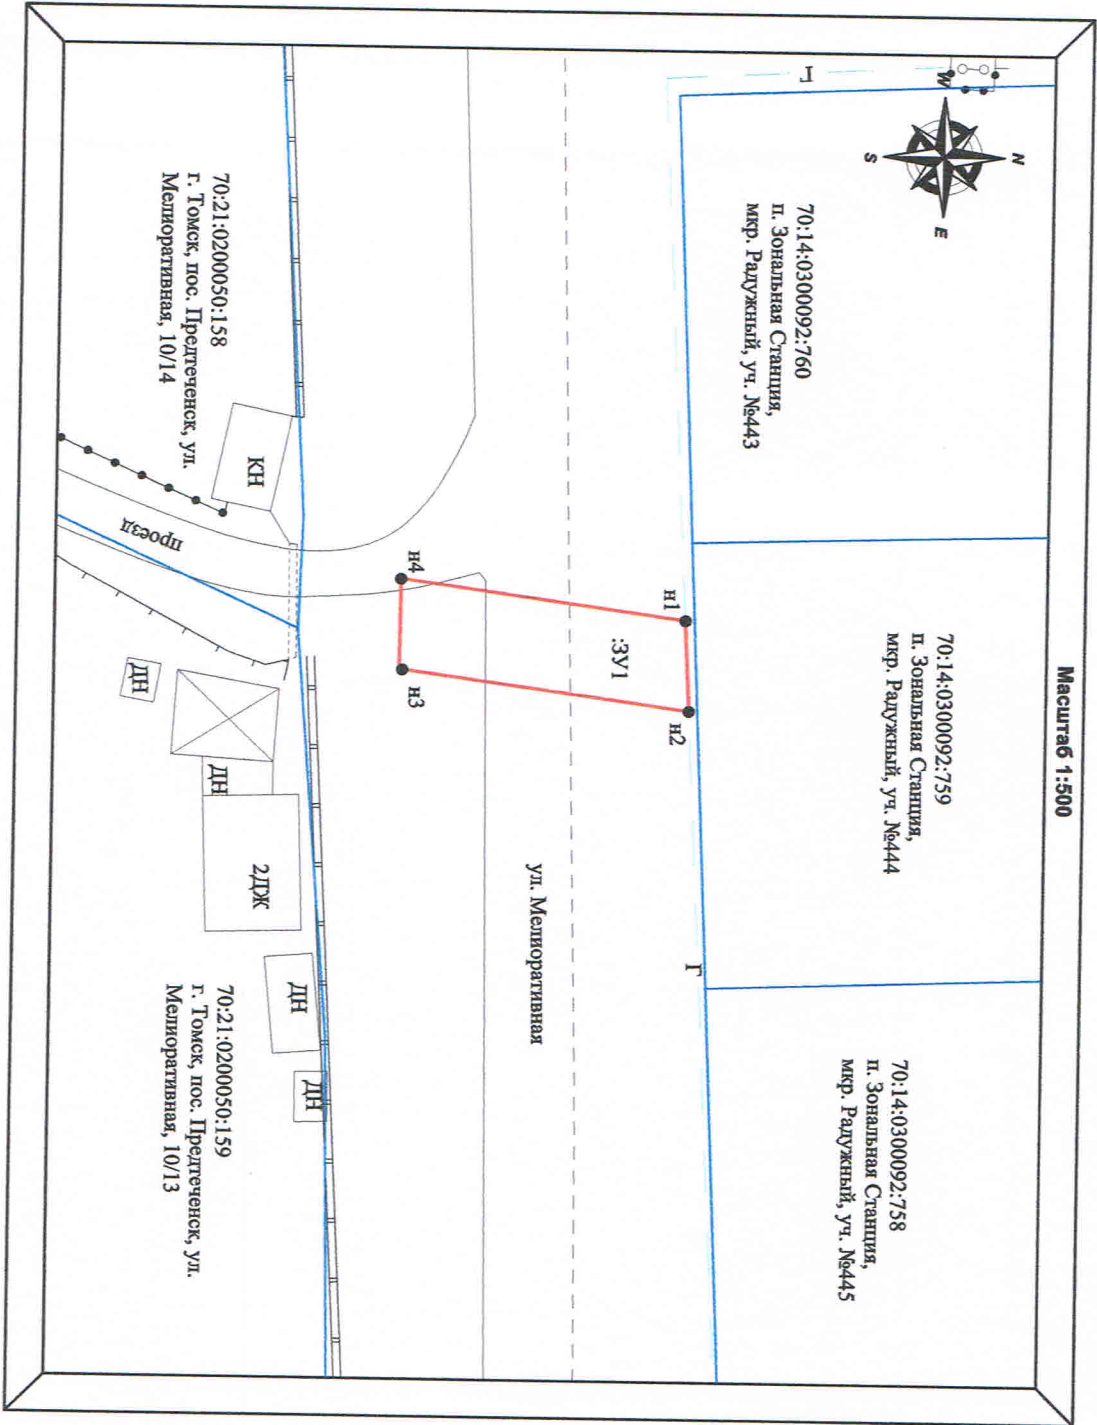 Масштаб 1:500
N
W
E
S
Г
70:14:0300092:760
п. Зональная Станция,
мкр. Радужный, уч. №443
70:14:0300092:759
п. Зональная Станция,
мкр. Радужный, уч. №444
70:14:0300092:758
п. Зональная Станция,
мкр. Радужный, уч. №445
Г
н1
н2
:ЗУ1
н4
н3
ул. Мелиоративная
КН
проезд
70:21:0200050:158
г. Томск, пос. Предтеченск, ул.
Мелиоративная, 10/14
ДН
ДН
2ДЖ
ДН
ДН
70:21:0200050:159
г. Томск, пос. Предтеченск, ул.
Мелиоративная, 10/13